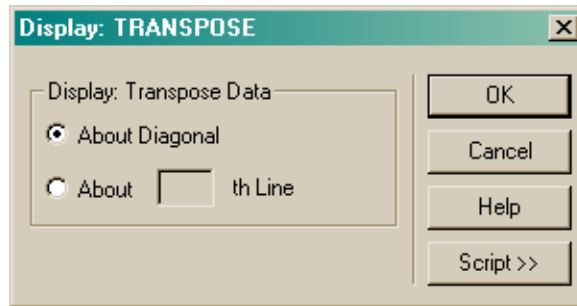 Display: TRANSPOSE
Display: Transpose Data
About Diagonal
About th Line
OK
Cancel
Help
Script >>